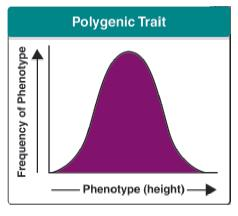 Polygenic Trait
Frequency of Phenotype
Phenotype (height)